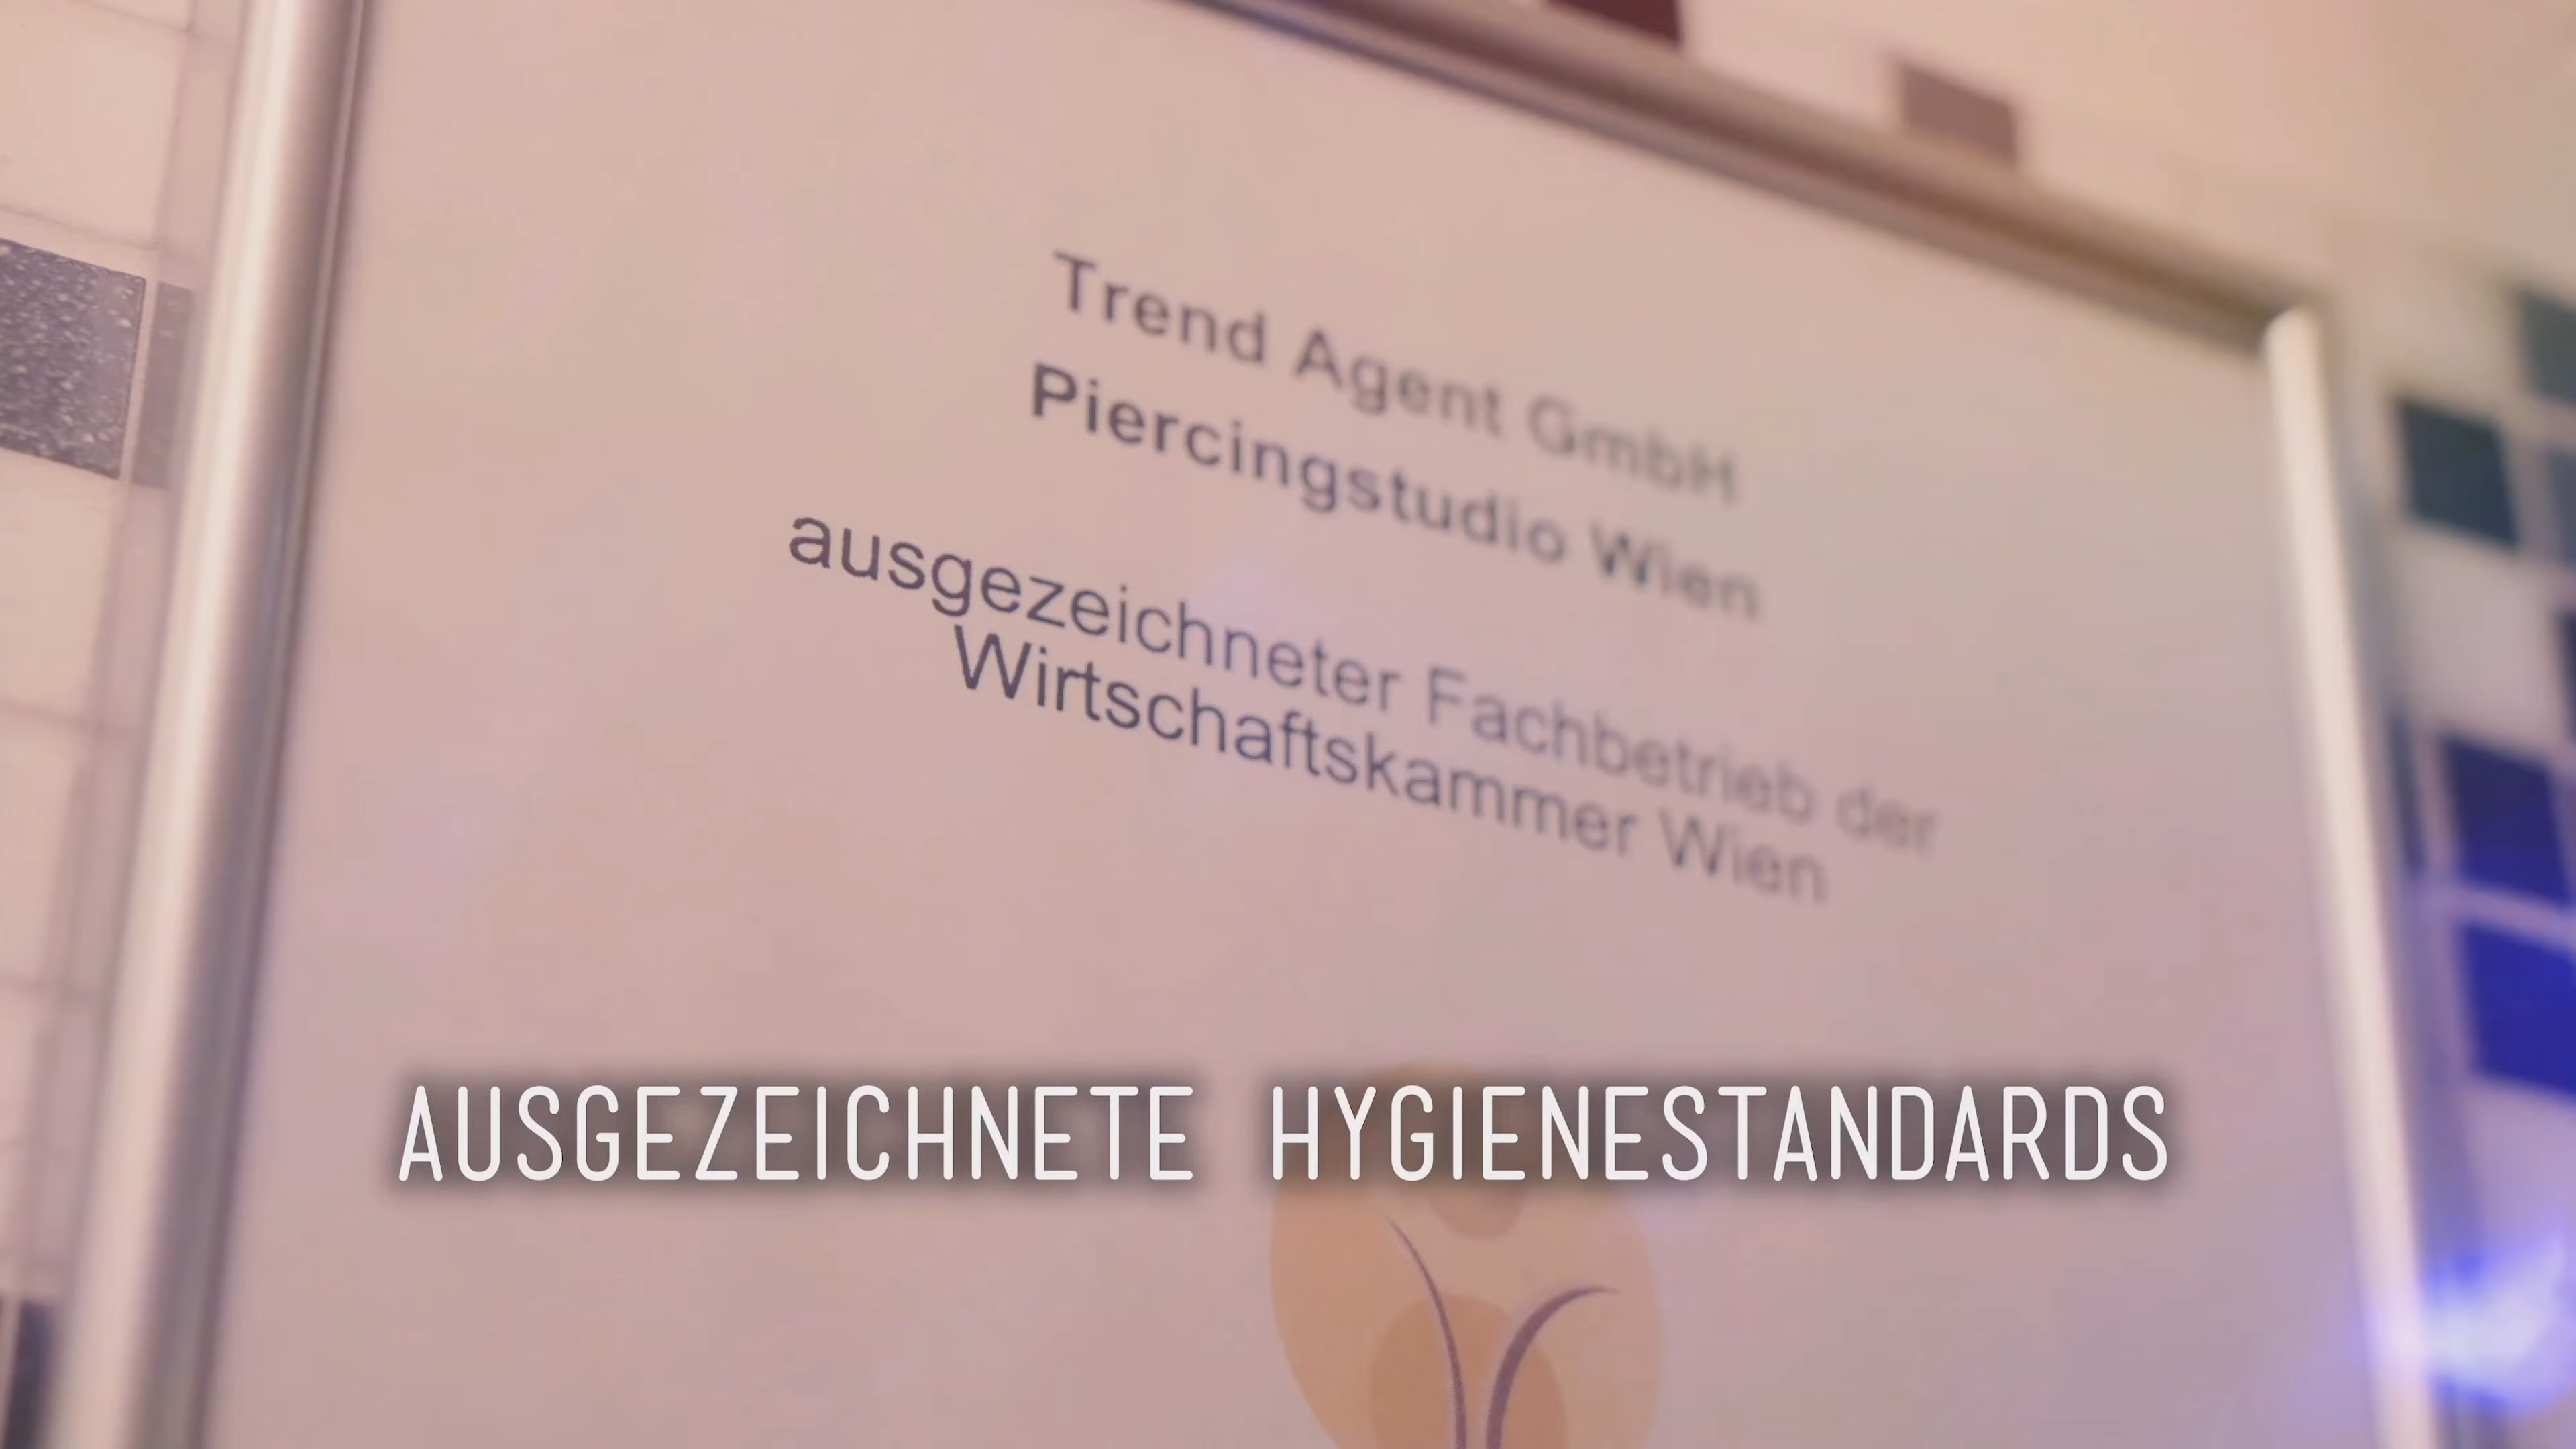 Trend Agent GmbH
Piercingstudio Wien
ausgezeichneter Fachbetrieb der
Wirtschaftskammer Wien
AUSGEZEICHNETE HYGIENESTANDARDS